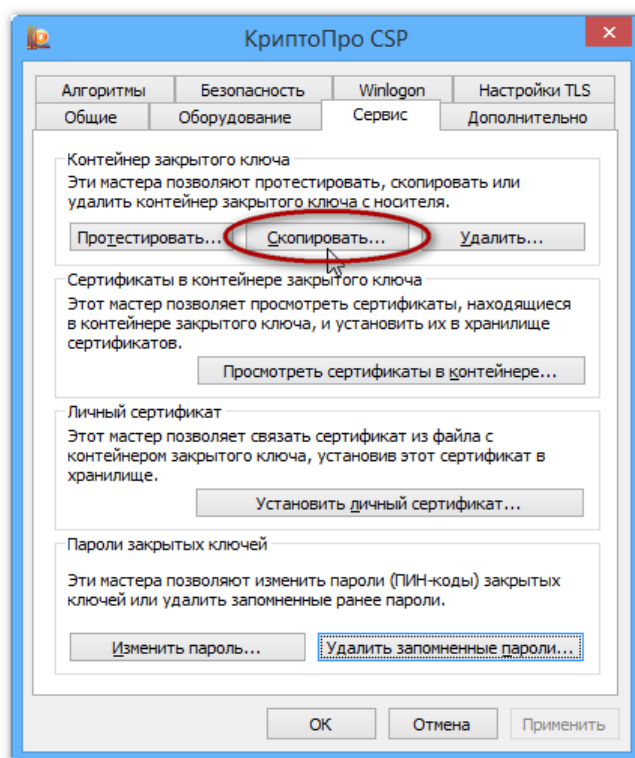 КриптоПро CSP
Алгоритмы Безопасность Winlogon Настройки TLS
Общие Оборудование Сервис Дополнительно
Контейнер закрытого ключа
Эти мастера позволяют протестировать, скопировать или
удалить контейнер закрытого ключа с носителя.
Протестировать... Скопировать... Удалить...
Сертификаты в контейнере закрытого ключа
Этот мастер позволяет просмотреть сертификаты, находящиеся
в контейнере закрытого ключа, и установить их в хранилище
сертификатов.
Просмотреть сертификаты в контейнере...
Личный сертификат
Этот мастер позволяет связать сертификат из файла с
контейнером закрытого ключа, установив этот сертификат в
хранилище.
Установить личный сертификат...
Пароли закрытых ключей
Эти мастера позволяют изменить пароли (ПИН-коды) закрытых
ключей или удалить запомненные ранее пароли.
Изменить пароль... Удалить запомненные пароли...
ОК Отмена Применить